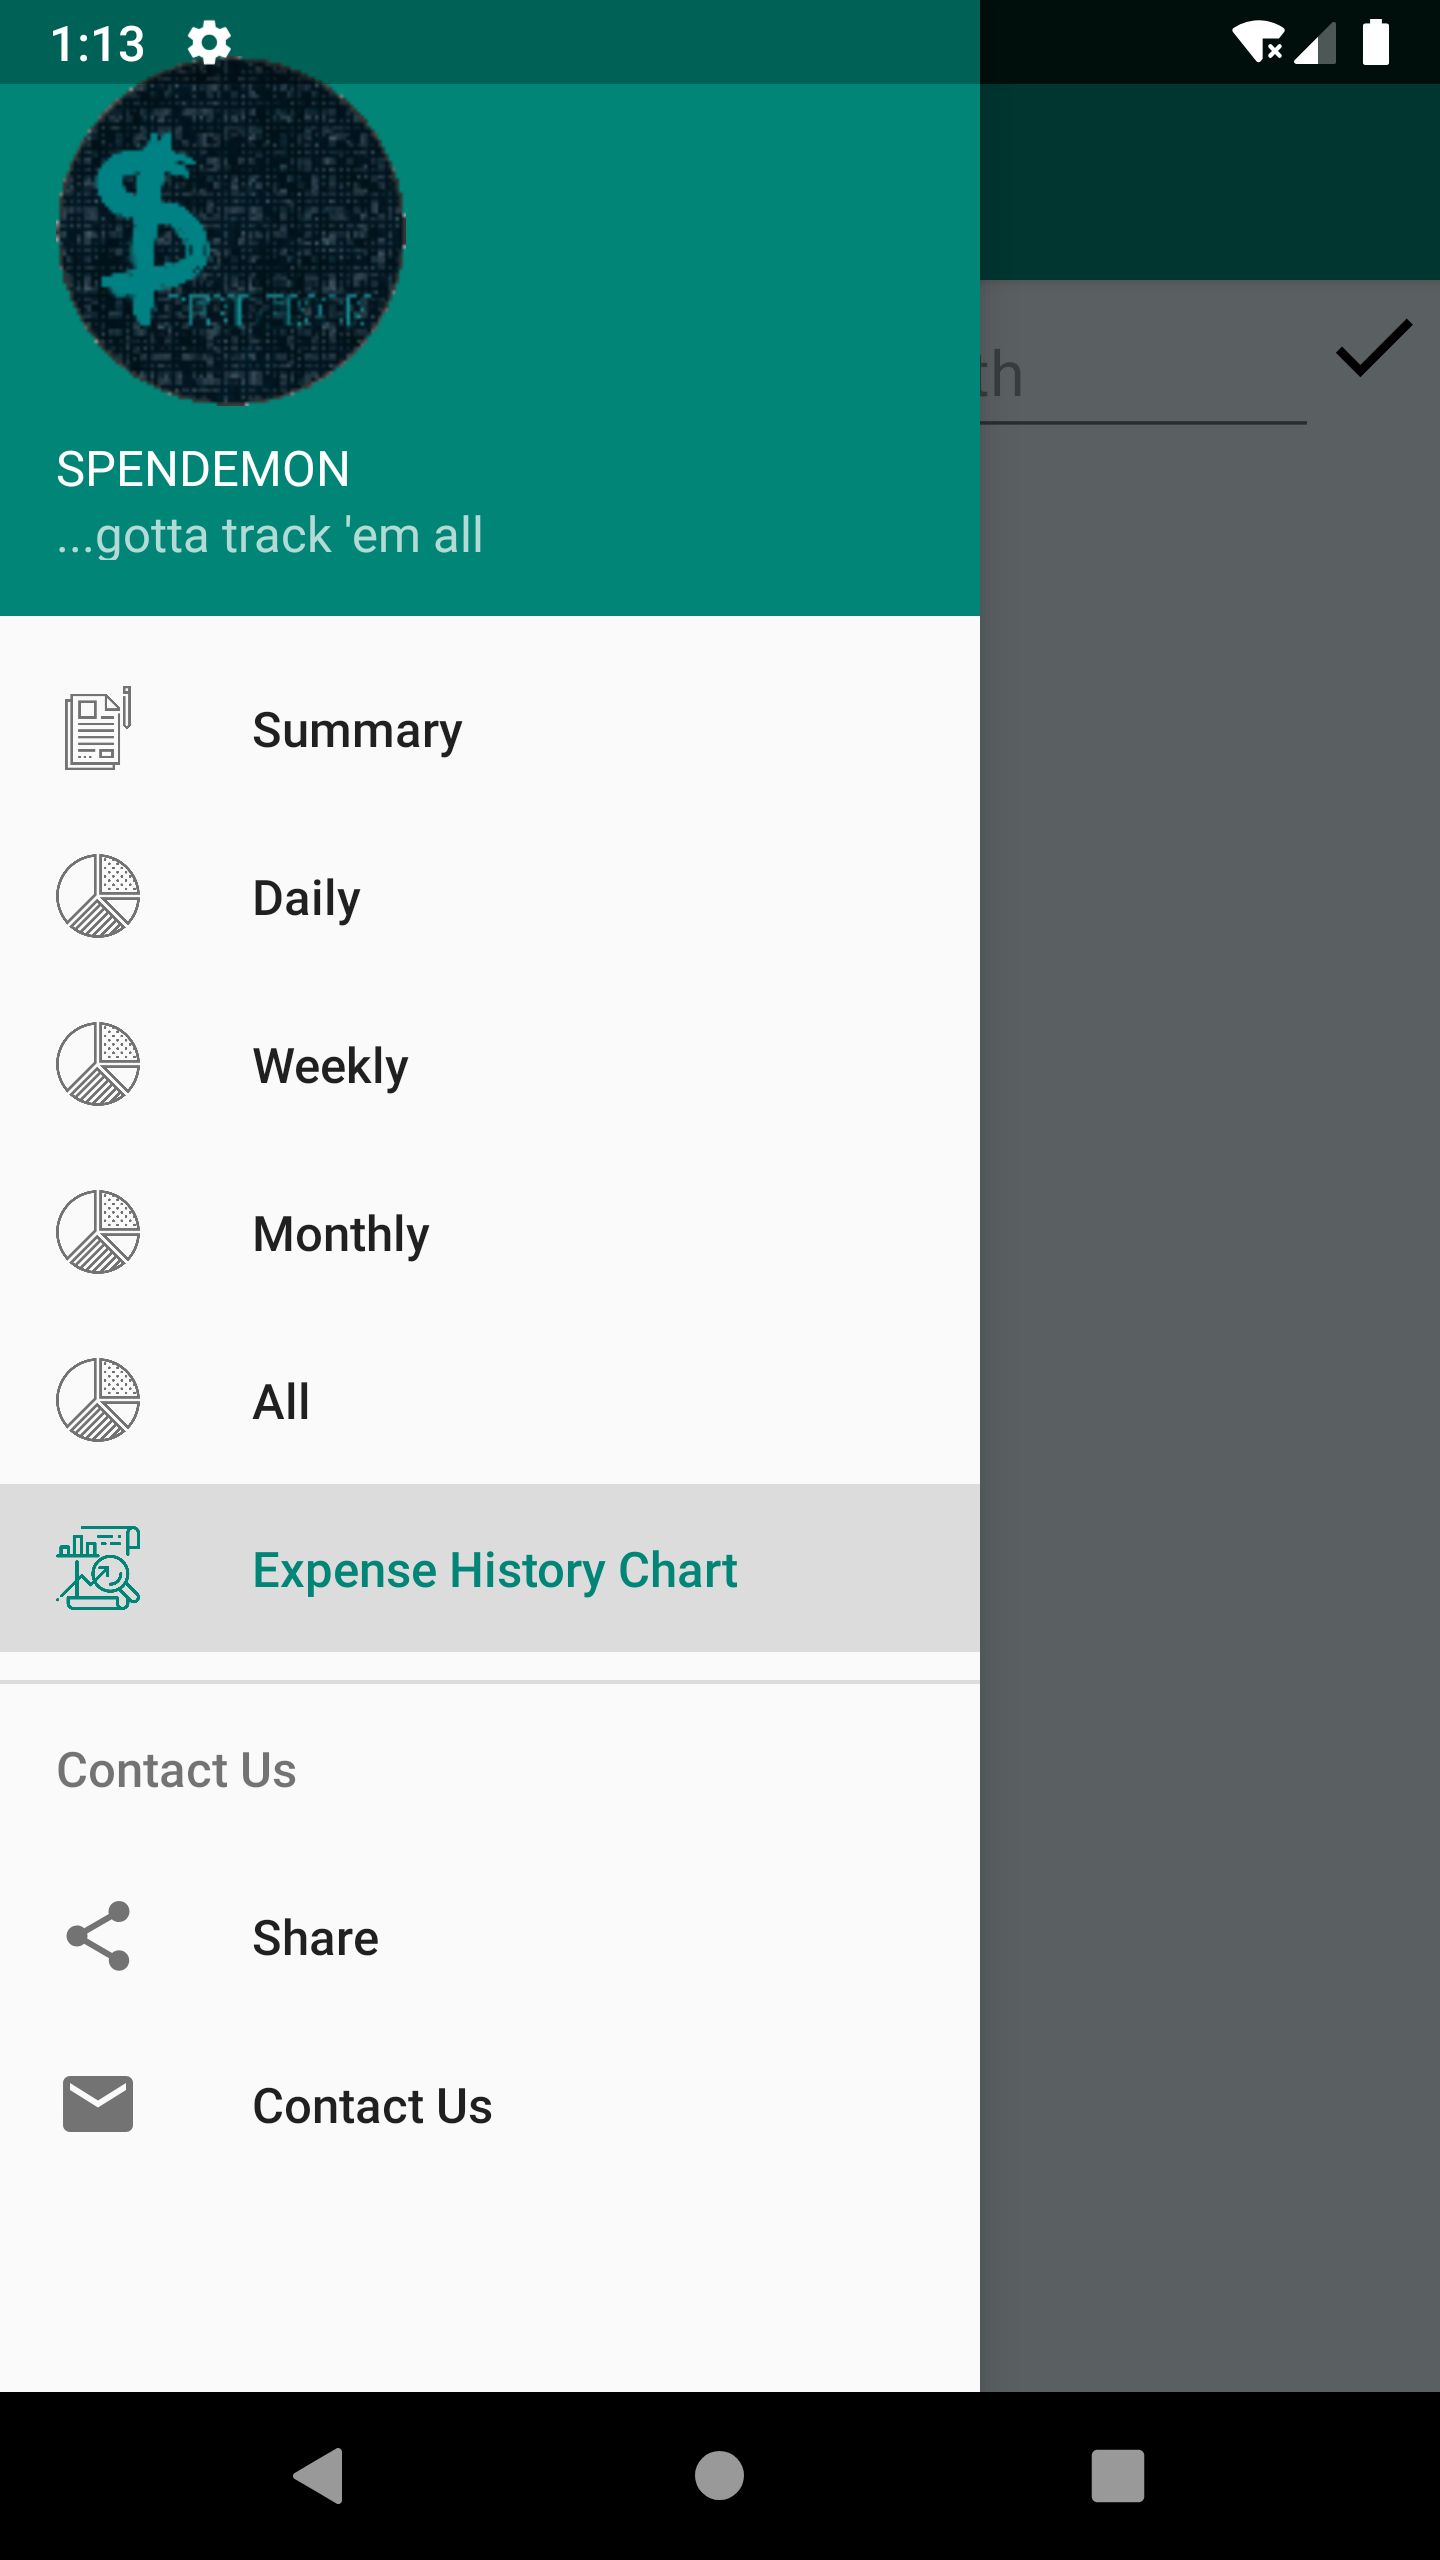 1:13
th
SPENDEMON
...gotta track 'em all
Summary
Daily
Weekly
Monthly
All
Expense History Chart
Contact Us
Share
Contact Us